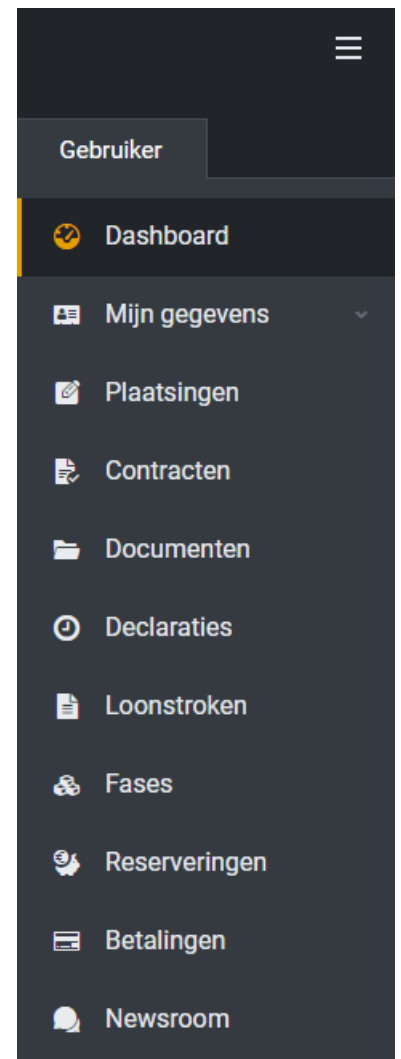 Gebruiker
Dashboard
Mijn gegevens
Plaatsingen
Contracten
Documenten
Declaraties
Loonstroken
Fases
Reserveringen
Betalingen
Newsroom